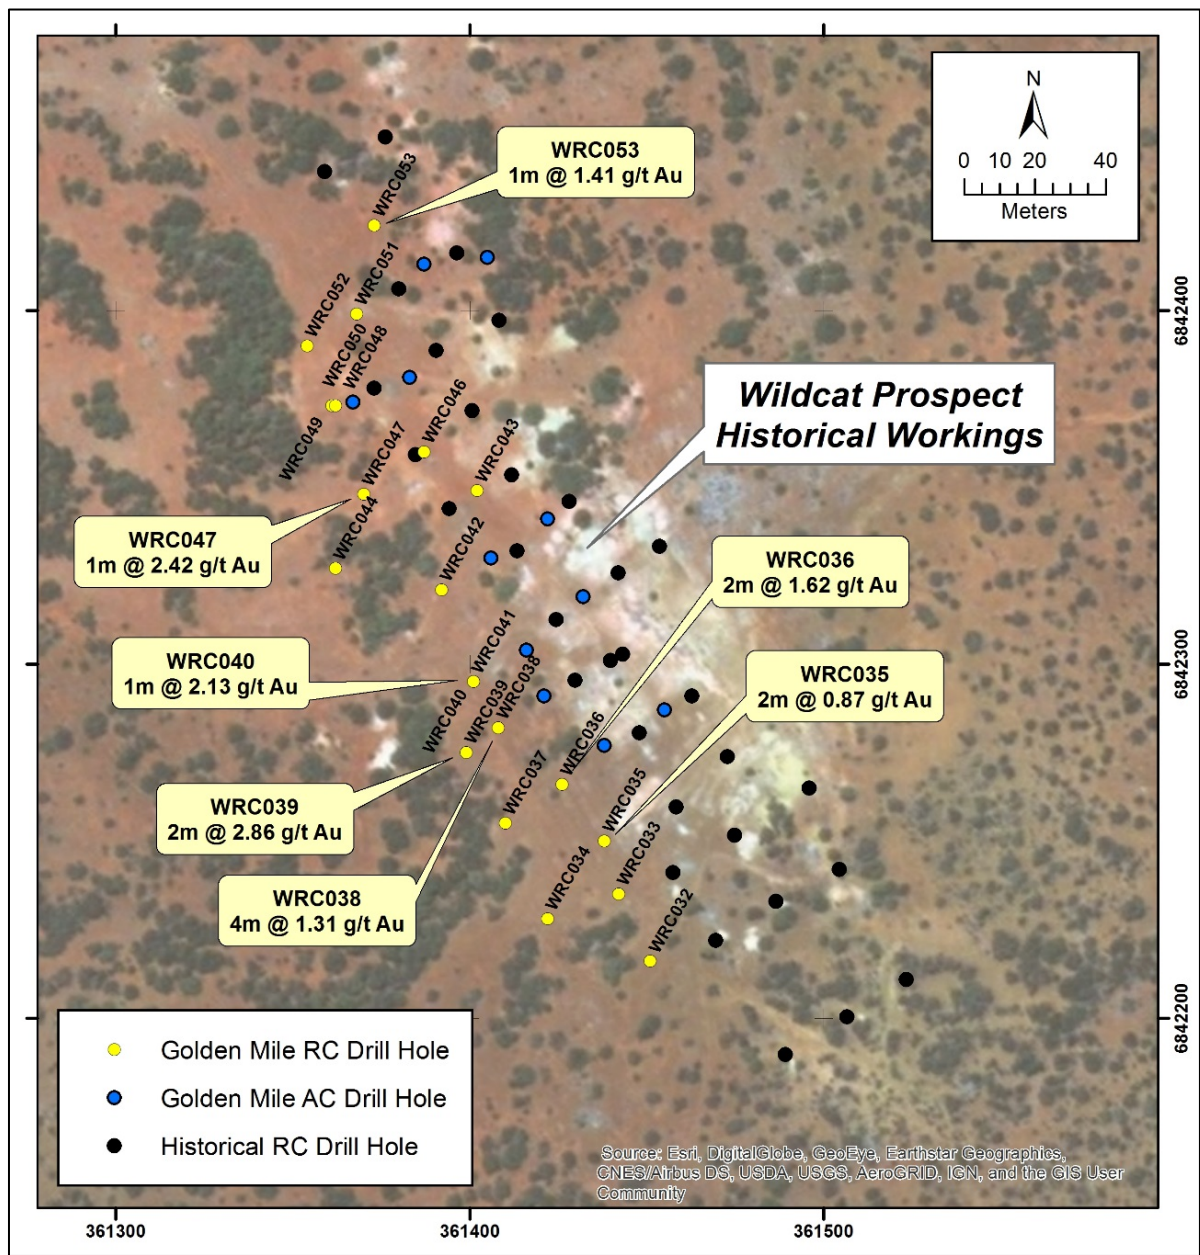 N
0 10 20 40
Meters
WRC053
1m @ 1.41 g/t Au
WRC053
WRC051
WRC052
6842400
WRC050
WRC048
WRC046
Wildcat Prospect
Historical Workings
WRC049
WRC047
WRC043
WRC044
WRC047
1m @ 2.42 g/t Au
WRC042
WRC036
2m @ 1.62 g/t Au
WRC041
WRC040
1m @ 2.13 g/t Au
WRC038
WRC039
WRC040
6842300
WRC035
2m @ 0.87 g/t Au
WRC036
WRC037
WRC035
WRC039
2m @ 2.86 g/t Au
WRC033
WRC034
WRC038
4m @ 1.31 g/t Au
WRC032
6842200
Golden Mile RC Drill Hole
Golden Mile AC Drill Hole
Historical RC Drill Hole
Source: Esri, DigitalGlobe, GeoEye, Earthstar Geographics,
CNES/Airbus DS, USDA, USGS, AeroGRID, IGN, and the GIS User
Community
361300
361400
361500